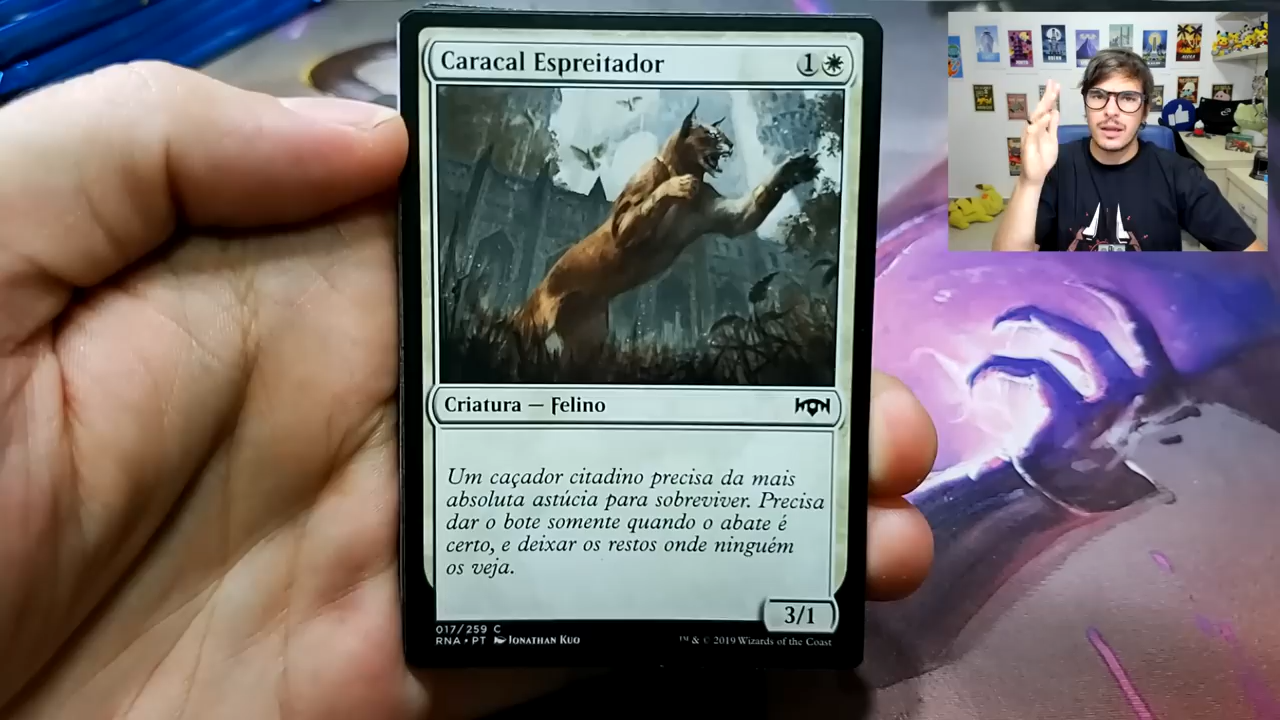 Caracal Espreitador 1
Criatura — Felino
Um caçador citadino precisa da mais
absoluta astúcia para sobreviver. Precisa
dar o bote somente quando o abate é
certo, e deixar os restos onde ninguém
os veja.
3/1
017/259 C
RNA • PT Jonathan Kuo
™ & © 2019 Wizards of the Coast